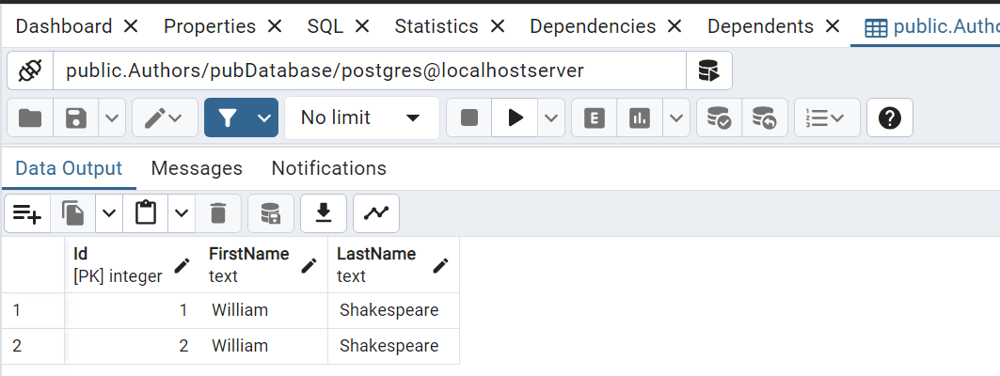 Dashboard Properties SQL Statistics Dependencies Dependents public.Autho
public.Authors/pubDatabase/postgres@localhostserver
No limit
Data Output Messages Notifications
Id FirstName LastName
[PK] integer text text
1 1 William Shakespeare
2 2 William Shakespeare